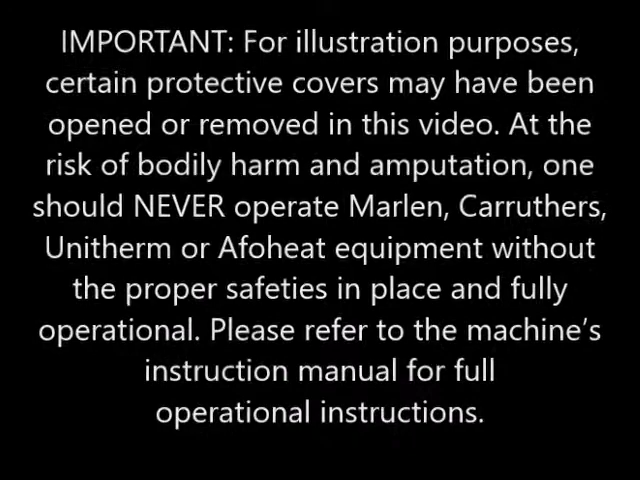 IMPORTANT: For illustration purposes,
certain protective covers may have been
opened or removed in this video. At the
risk of bodily harm and amputation, one
should NEVER operate Marlen, Carruthers,
Unitherm or Afoheat equipment without
the proper safeties in place and fully
operational. Please refer to the machine’s
instruction manual for full
operational instructions.